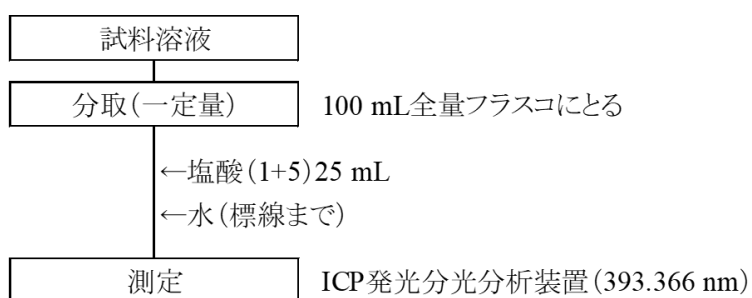 試料溶液
分取(一定量) 100 mL全量フラスコにとる
←塩酸(1+5)25 mL
←水(標線まで)
測定 ICP発光分光分析装置(393.366 nm)